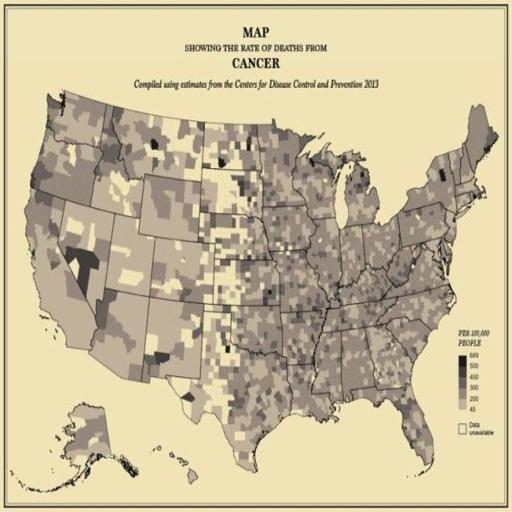 MAP
SHOWING THE RATE OF DEATHS FROM
CANCER
Compiled using estimates from the Centers for Disease Control and Prevention 2013
PER 100,000
PEOPLE
689
500
400
300
200
45
Data
unavailable